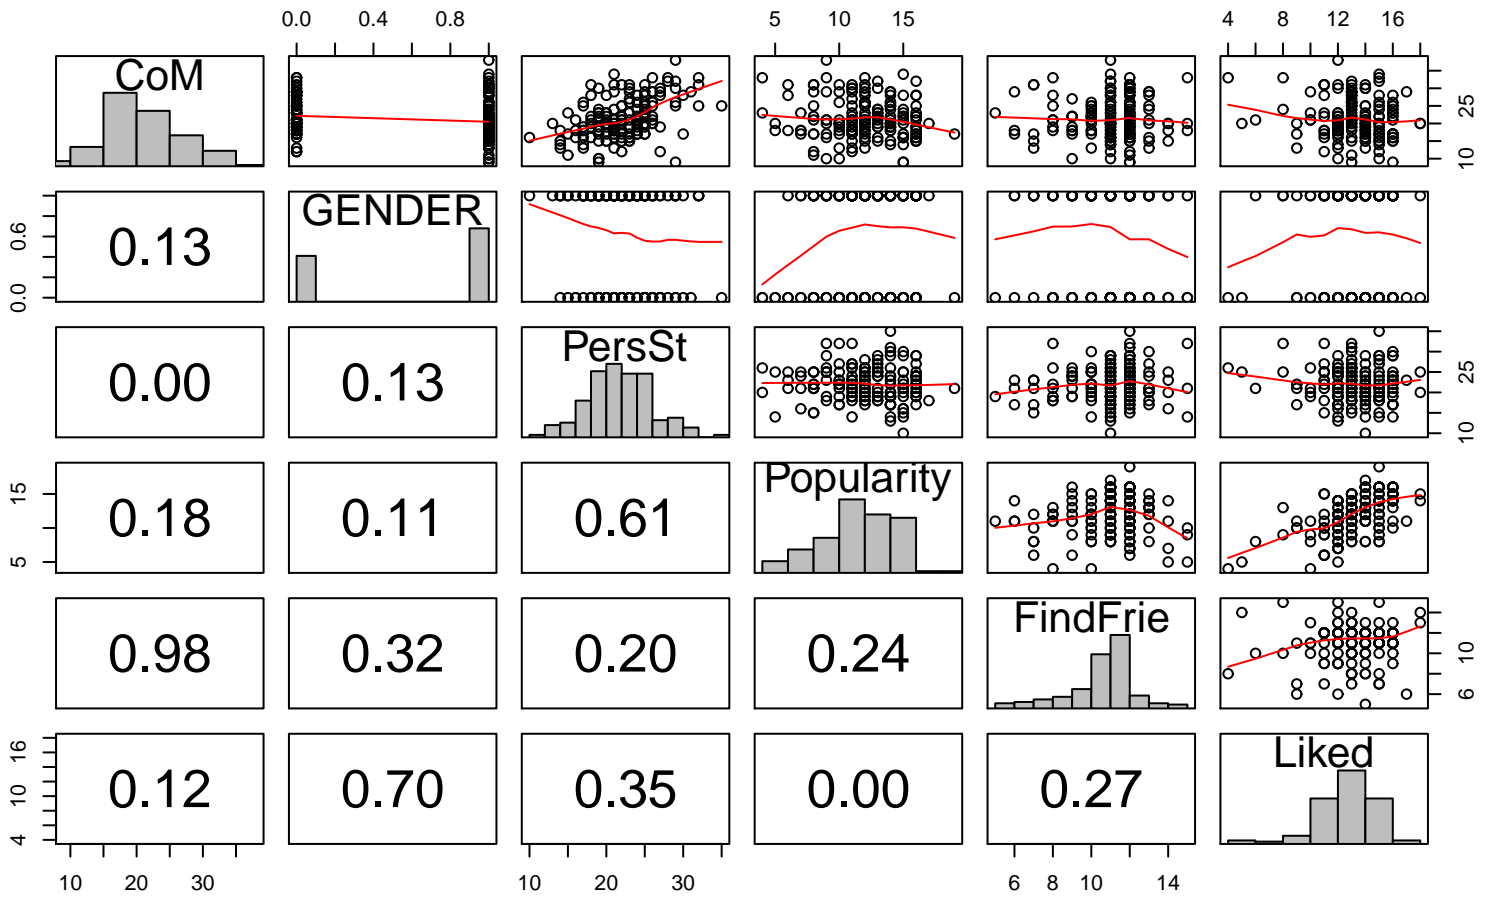 0.0 0.4 0.8 5 10 15 4 8 12 16
CoM
10 25
0.0 0.6
0.13 GENDER
0.00 0.13 PersSt
10 25
5 15
0.18 0.11 0.61 Popularity
0.98 0.32 0.20 0.24 FindFrie
6 10
4 10 16
0.12 0.70 0.35 0.00 0.27 Liked
10 20 30 10 20 30 6 8 10 14